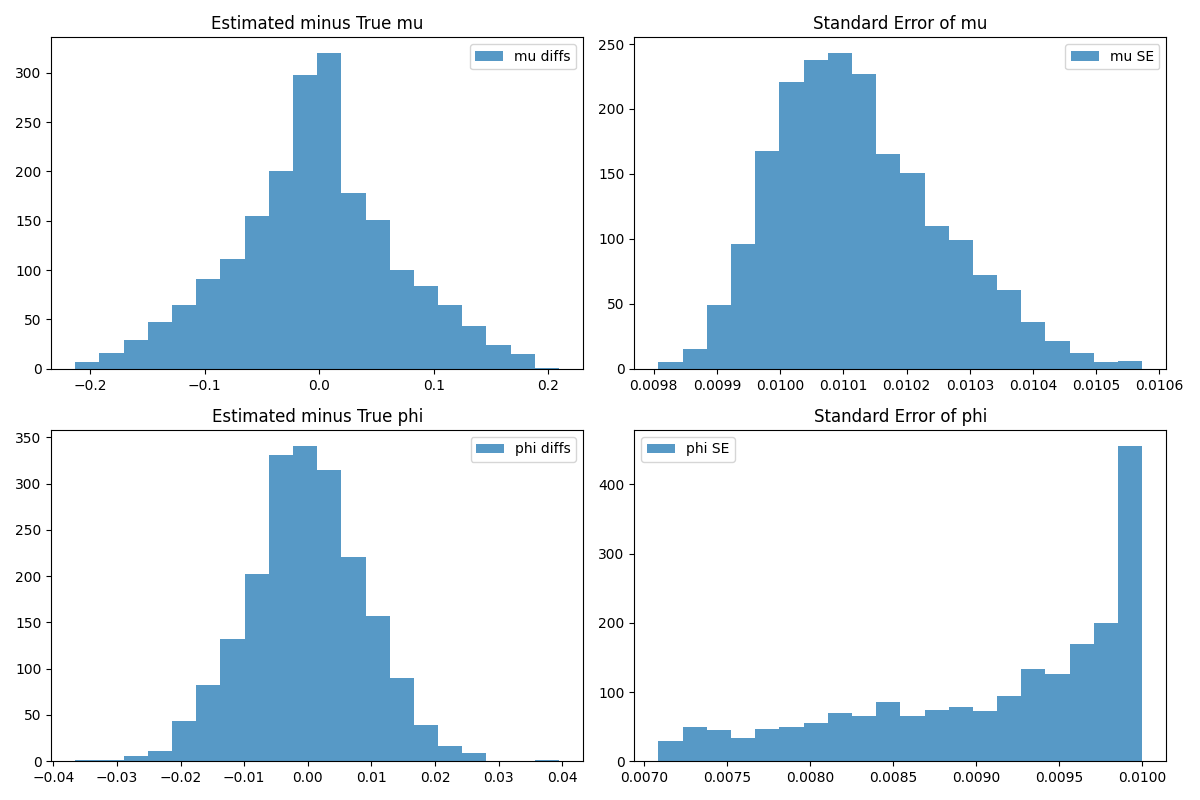 Estimated minus True mu
mu diffs
300
250
200
150
100
50
0
−0.2 −0.1 0.0 0.1 0.2
Standard Error of mu
mu SE
250
200
150
100
50
0
0.0098 0.0099 0.0100 0.0101 0.0102 0.0103 0.0104 0.0105 0.0106
Estimated minus True phi
phi diffs
350
300
250
200
150
100
50
0
−0.04 −0.03 −0.02 −0.01 0.00 0.01 0.02 0.03 0.04
Standard Error of phi
phi SE
400
300
200
100
0
0.0070 0.0075 0.0080 0.0085 0.0090 0.0095 0.0100